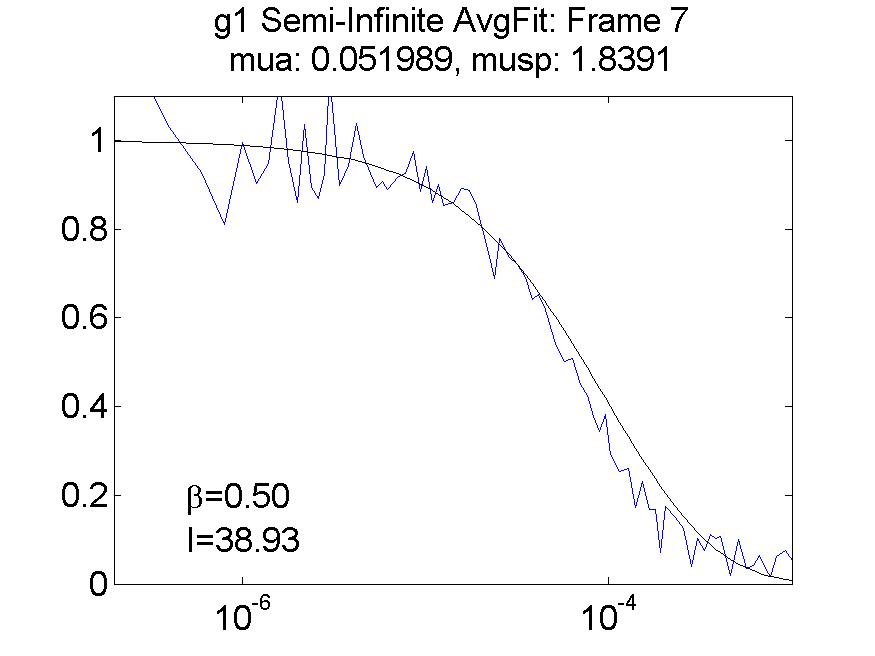 g1 Semi-Infinite AvgFit: Frame 7
mua: 0.051989, musp: 1.8391
1
0.8
0.6
0.4
0.2
0
β=0.50
I=38.93
10^-6
10^-4